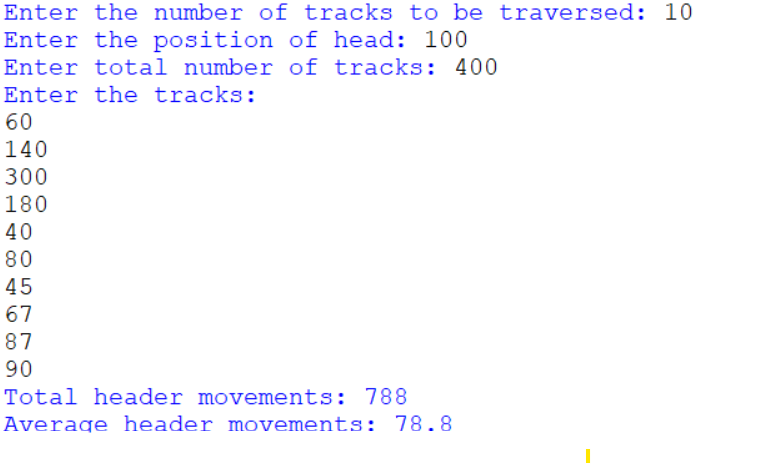 Enter the number of tracks to be traversed: 10
Enter the position of head: 100
Enter total number of tracks: 400
Enter the tracks:
60
140
300
180
40
80
45
67
87
90
Total header movements: 788
Average header movements: 78.8